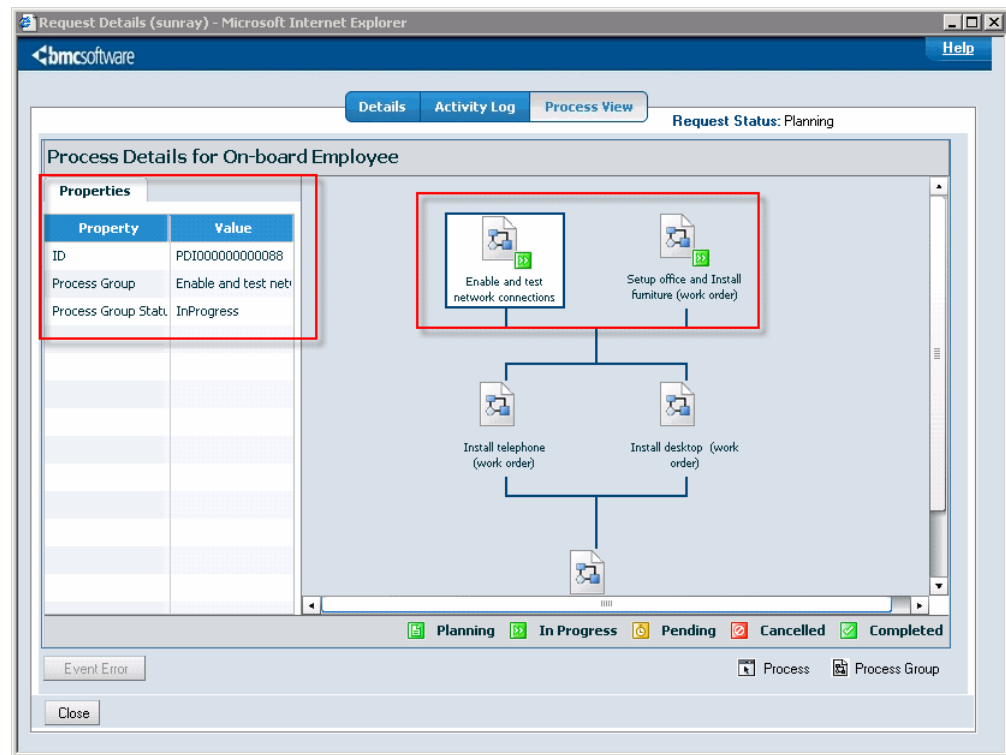 Request Details (sunray) - Microsoft Internet Explorer
bmcsoftware
Help
Details
Activity Log
Process View
Request Status: Planning
Process Details for On-board Employee
Properties
Property
Value
ID
PDI000000000088
Process Group
Enable and test net
Process Group Statu
InProgress
Enable and test
network connections
Setup office and Install
furniture (work order)
Install telephone
(work order)
Install desktop (work
order)
Planning
In Progress
Pending
Cancelled
Completed
Event Error
Process
Process Group
Close